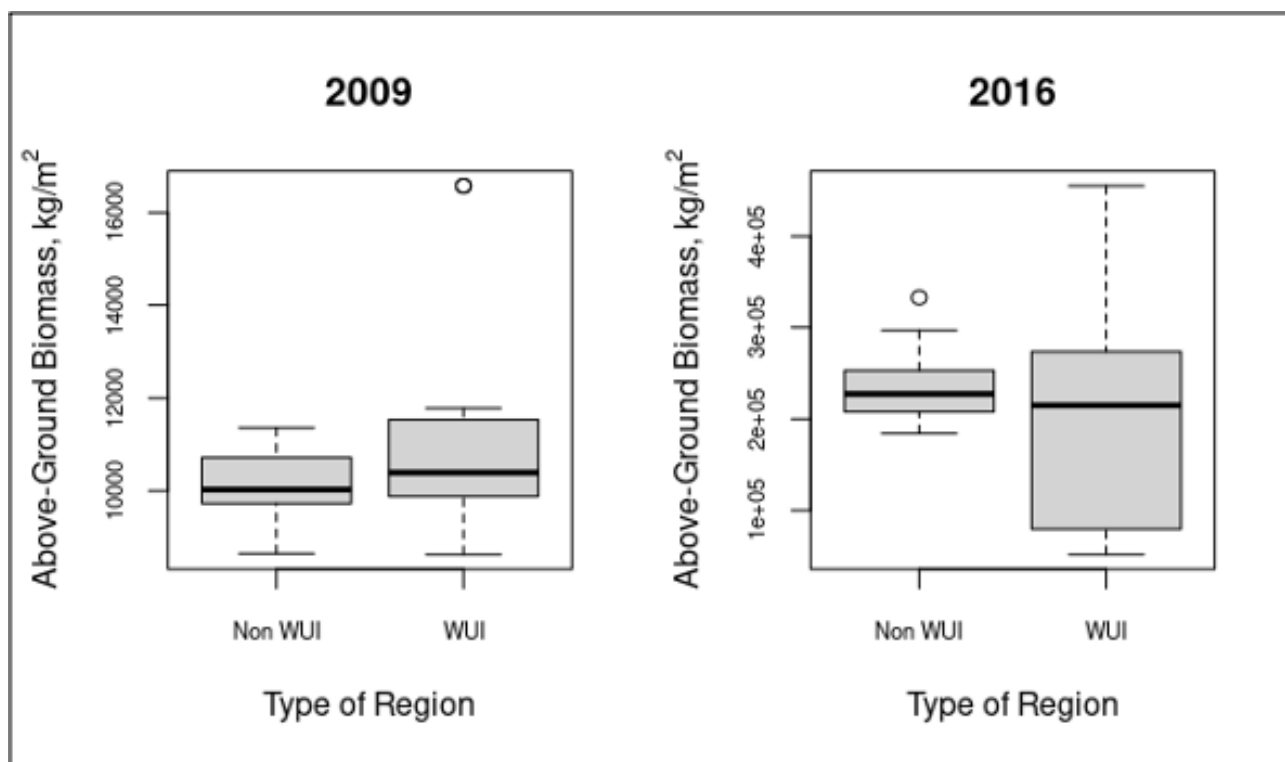 2009
Above-Ground Biomass, kg/m²
16000
14000
12000
10000
Non WUI WUI
Type of Region
2016
Above-Ground Biomass, kg/m²
4e+05
3e+05
2e+05
1e+05
Non WUI WUI
Type of Region